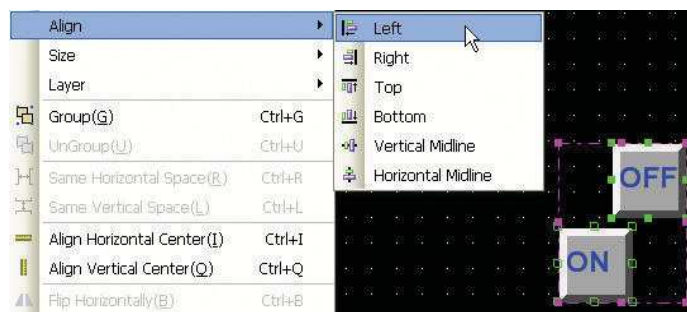 Align
Size
Layer
Group(G) Ctrl+G
UnGroup(U) Ctrl+U
Same Horizontal Space(R) Ctrl+R
Same Vertical Space(L) Ctrl+L
Align Horizontal Center(I) Ctrl+I
Align Vertical Center(Q) Ctrl+Q
Flip Horizontally(B) Ctrl+B
Left
Right
Top
Bottom
Vertical Midline
Horizontal Midline
OFF
ON